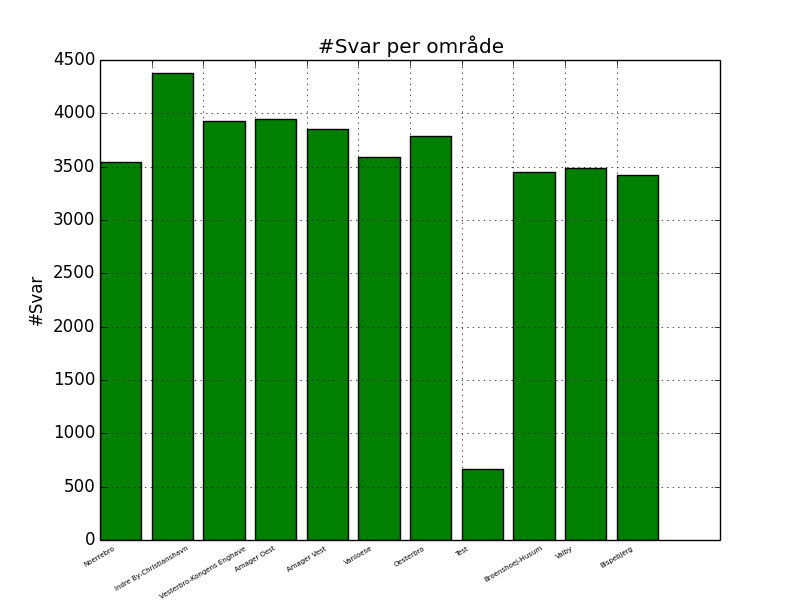 #Svar per område
4500
4000
3500
3000
2500
2000
1500
1000
500
0
#Svar
Noerrebro
Indre By-Christianshavn
Vesterbro-Kongens Enghave
Amager Oest
Amager Vest
Vanloese
Oesterbro
Test
Broenshoej-Husum
Valby
Bispebjerg